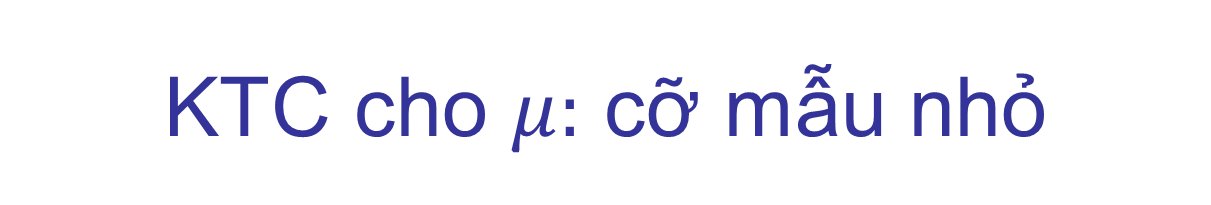 KTC cho 𝜇: cỡ mẫu nhỏ